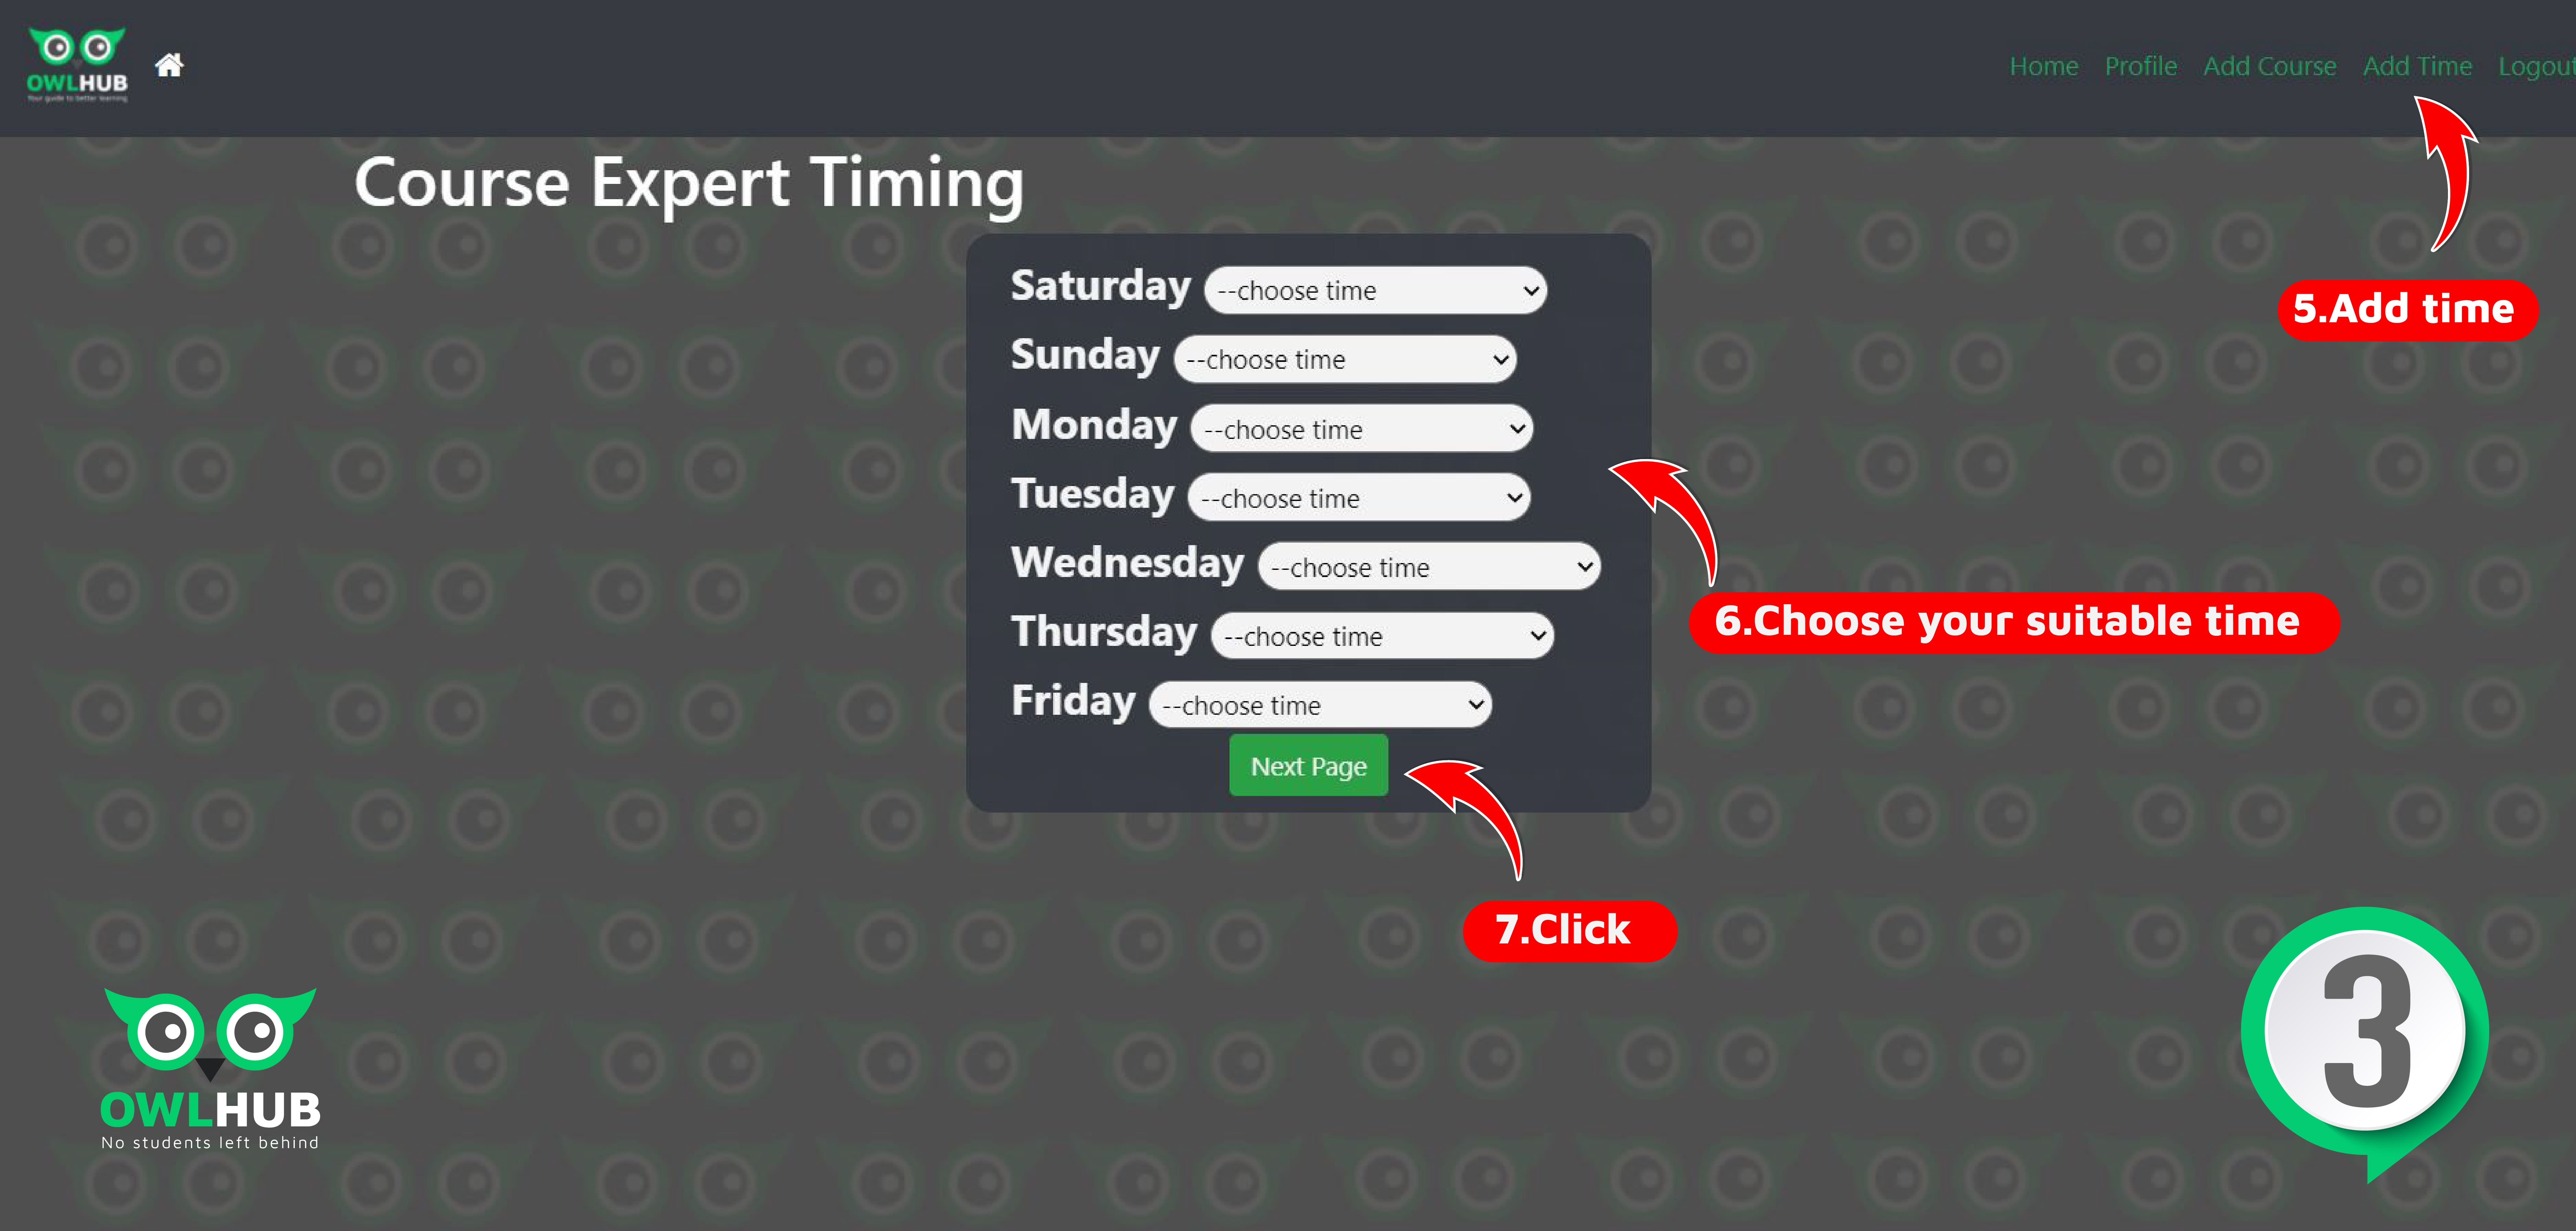 OWLHUB
Your guide to better learning
Home Profile Add Course Add Time Logout
Course Expert Timing
Saturday --choose time
5.Add time
Sunday --choose time
Monday --choose time
Tuesday --choose time
Wednesday --choose time
6.Choose your suitable time
Thursday --choose time
Friday --choose time
Next Page
7.Click
3
OWLHUB
No students left behind